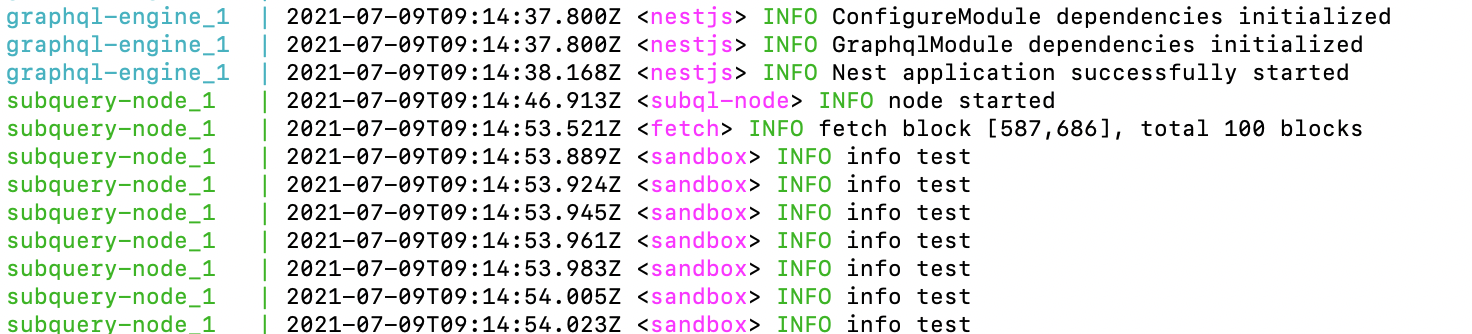 graphql-engine_1  | 2021-07-09T09:14:37.800Z <nestjs> INFO ConfigureModule dependencies initialized
graphql-engine_1  | 2021-07-09T09:14:37.800Z <nestjs> INFO GraphqlModule dependencies initialized
graphql-engine_1  | 2021-07-09T09:14:38.168Z <nestjs> INFO Nest application successfully started
subquery-node_1   | 2021-07-09T09:14:46.913Z <subql-node> INFO node started
subquery-node_1   | 2021-07-09T09:14:53.521Z <fetch> INFO fetch block [587,686], total 100 blocks
subquery-node_1   | 2021-07-09T09:14:53.889Z <sandbox> INFO info test
subquery-node_1   | 2021-07-09T09:14:53.924Z <sandbox> INFO info test
subquery-node_1   | 2021-07-09T09:14:53.945Z <sandbox> INFO info test
subquery-node_1   | 2021-07-09T09:14:53.961Z <sandbox> INFO info test
subquery-node_1   | 2021-07-09T09:14:53.983Z <sandbox> INFO info test
subquery-node_1   | 2021-07-09T09:14:54.005Z <sandbox> INFO info test
subquery-node_1   | 2021-07-09T09:14:54.023Z <sandbox> INFO info test